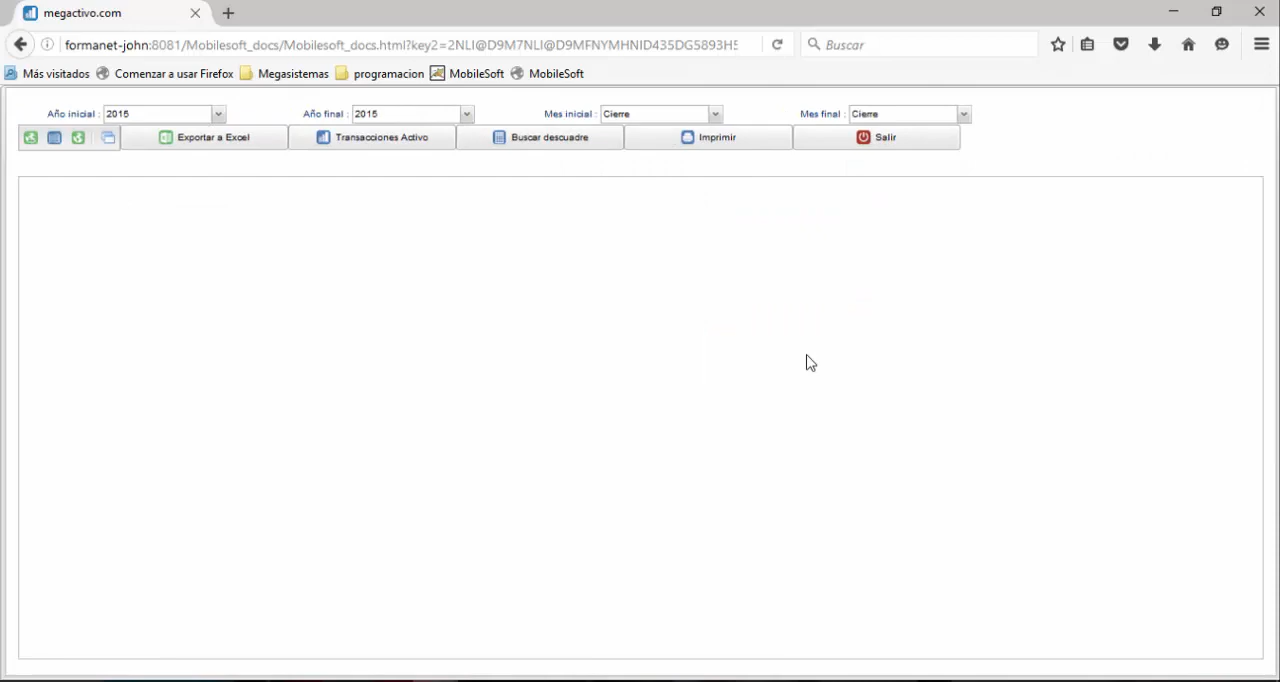 megactivo.com
formanet-john:8081/Mobilesoft_docs/Mobilesoft_docs.html?key2=2NLI@D9M7NLI@D9MFNYMHNID435DG5893H5
Buscar
Más visitados Comenzar a usar Firefox Megasistemas programacion MobileSoft MobileSoft
Año inicial : 2015 Año final : 2015 Mes inicial : Cierre Mes final : Cierre
Exportar a Excel Transacciones Activo Buscar descuadre Imprimir Salir